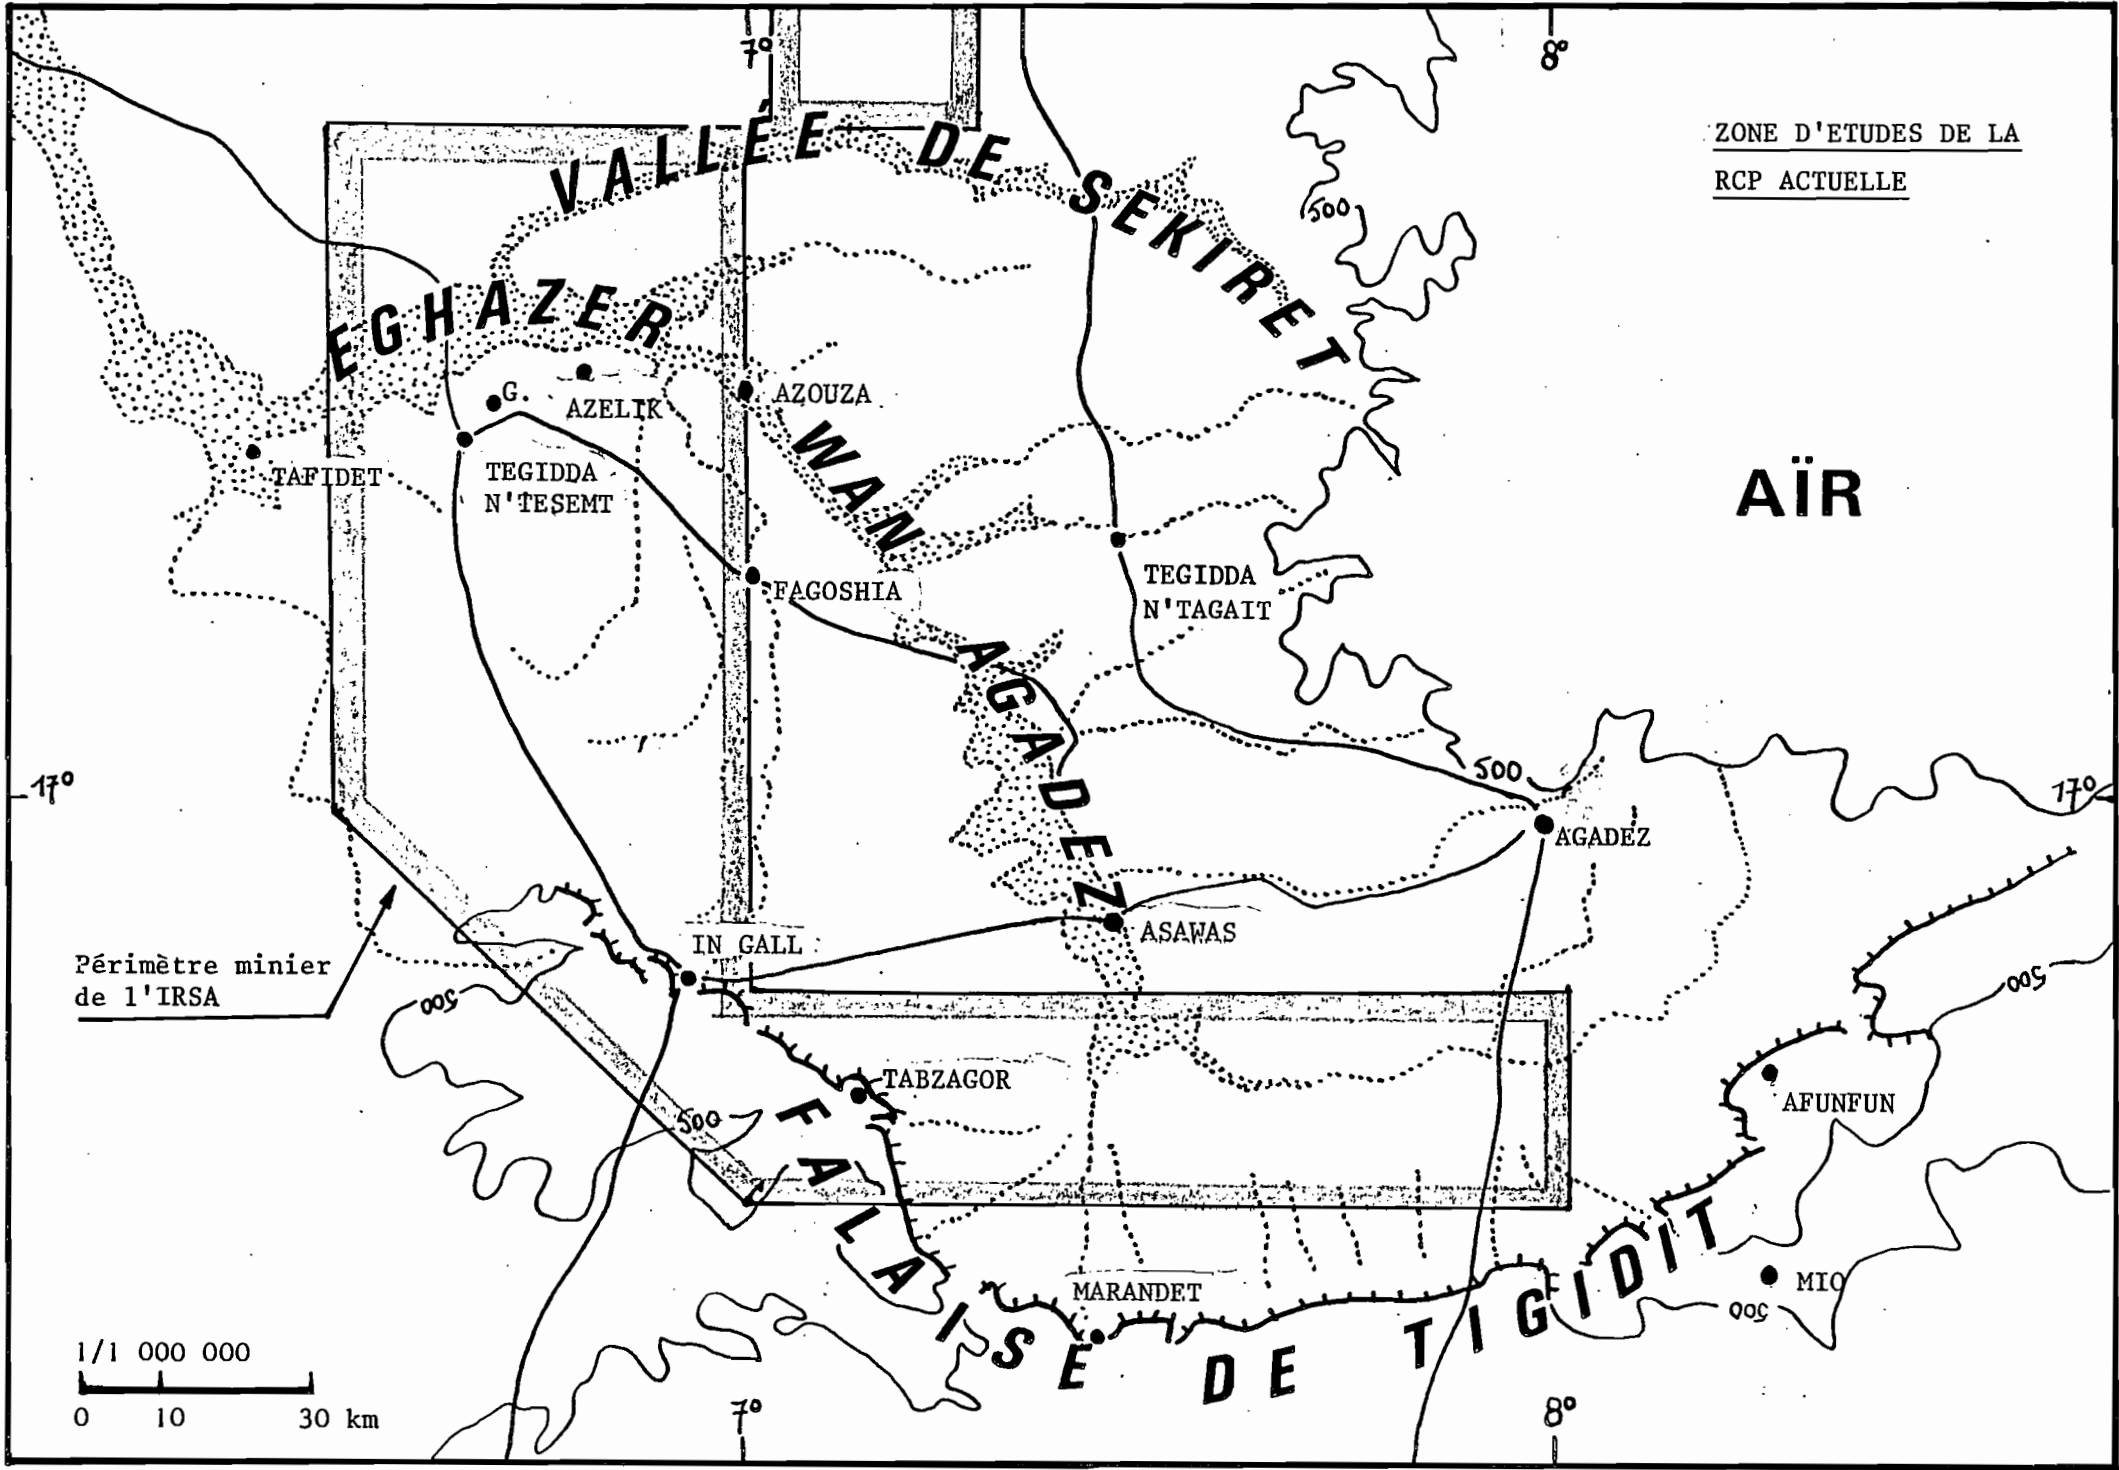 7°
8°
ZONE D'ETUDES DE LA
RCP ACTUELLE
VALLÉE DE SEKIRET
500
EGHAZER WAN AGADEZ
G.
AZELIK
AZOUZA
TAFIDET
TEGIDDA
N'TESEMT
AÏR
FAGOSHIA
TEGIDDA
N'TAGAIT
17°
500
17°
AGADEZ
IN GALL
ASAWAS
Périmètre minier
de l'IRSA
500
500
TABZAGOR
AFUNFUN
500
FALAISE DE TIGIDIT
MARANDET
MIO
500
1/1 000 000
0 10 30 km
7°
8°